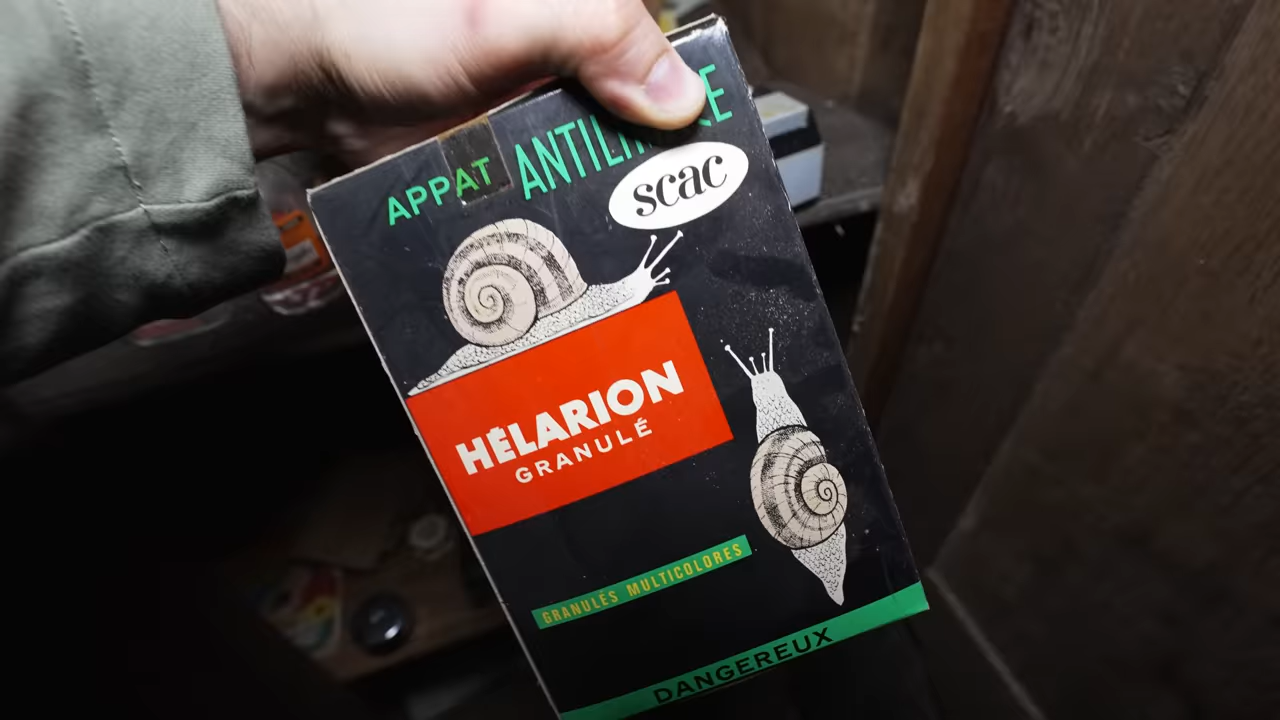 APPAT
scac
HÉLARION
GRANULÉ
GRANULÉS MULTICOLORES
DANGEREUX